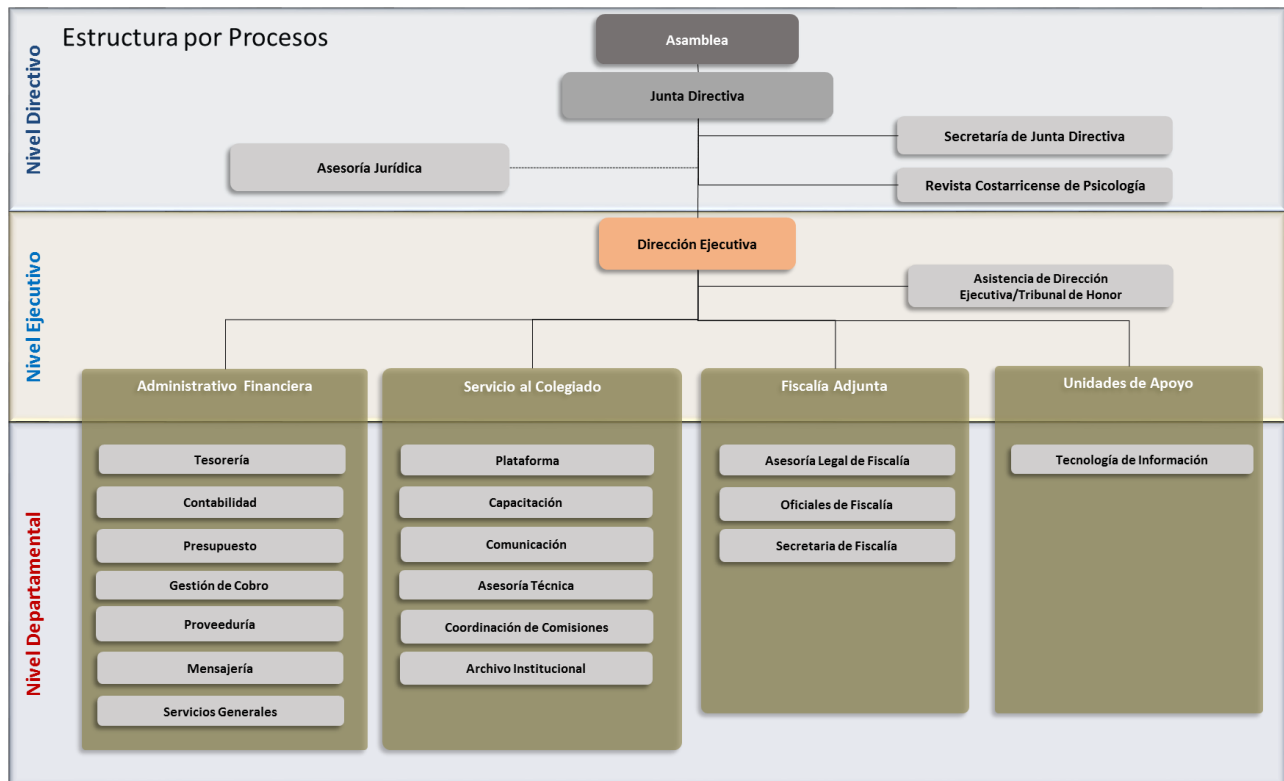 Estructura por Procesos
Nivel Directivo
Asamblea
Junta Directiva
Secretaría de Junta Directiva
Asesoría Jurídica
Revista Costarricense de Psicología
Nivel Ejecutivo
Dirección Ejecutiva
Asistencia de Dirección
Ejecutiva/Tribunal de Honor
Administrativo Financiera
Servicio al Colegiado
Fiscalía Adjunta
Unidades de Apoyo
Nivel Departamental
Tesorería
Contabilidad
Presupuesto
Gestión de Cobro
Proveeduría
Mensajería
Servicios Generales
Plataforma
Capacitación
Comunicación
Asesoría Técnica
Coordinación de Comisiones
Archivo Institucional
Asesoría Legal de Fiscalía
Oficiales de Fiscalía
Secretaria de Fiscalía
Tecnología de Información